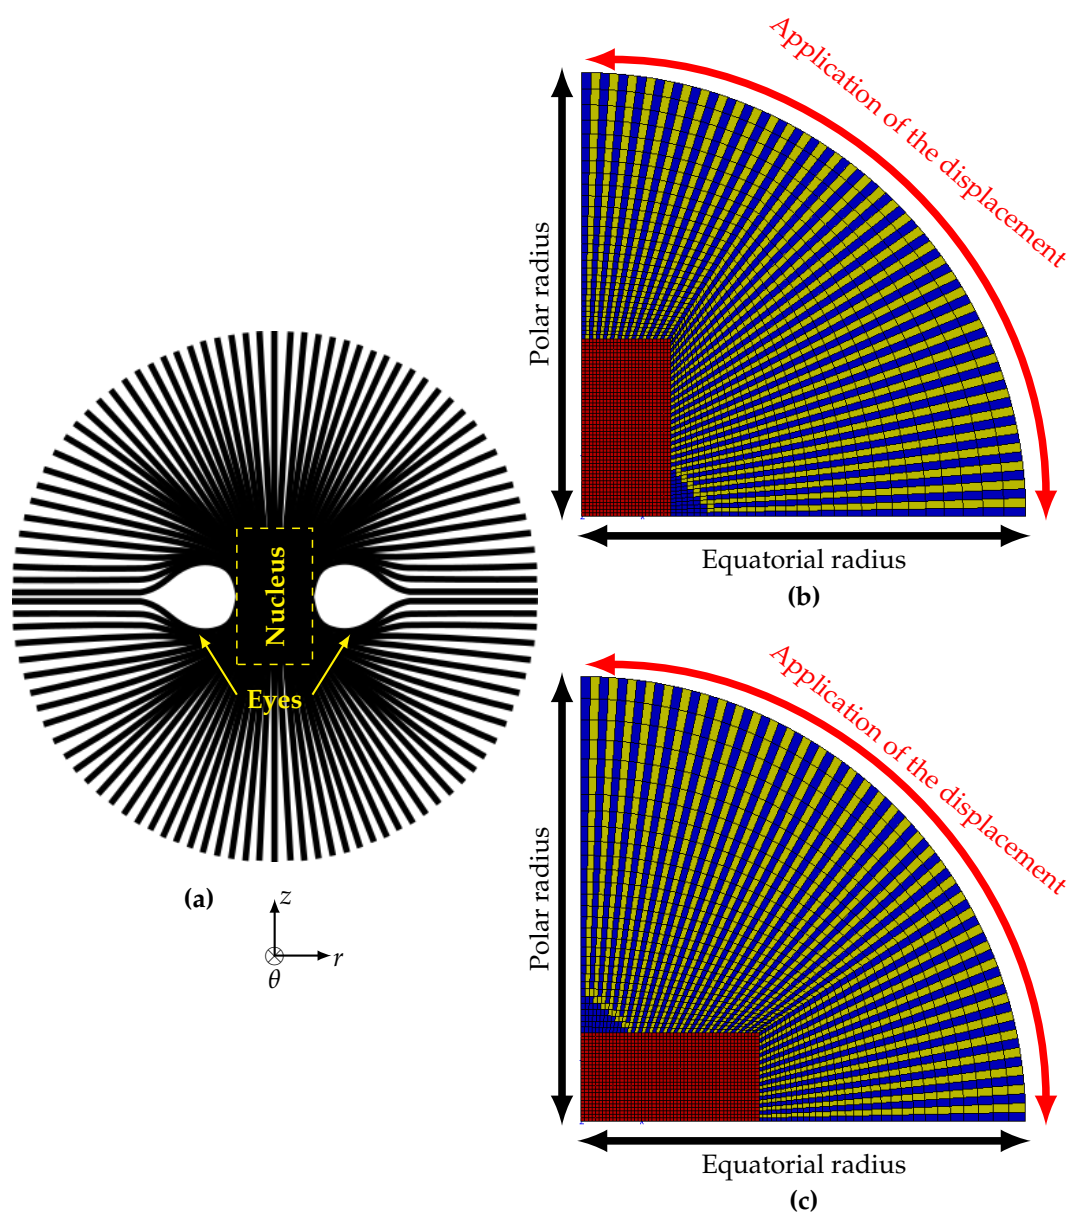 Nucleus
Eyes
(a)
z
r
θ
Application of the displacement
Polar radius
Equatorial radius
(b)
Application of the displacement
Polar radius
Equatorial radius
(c)